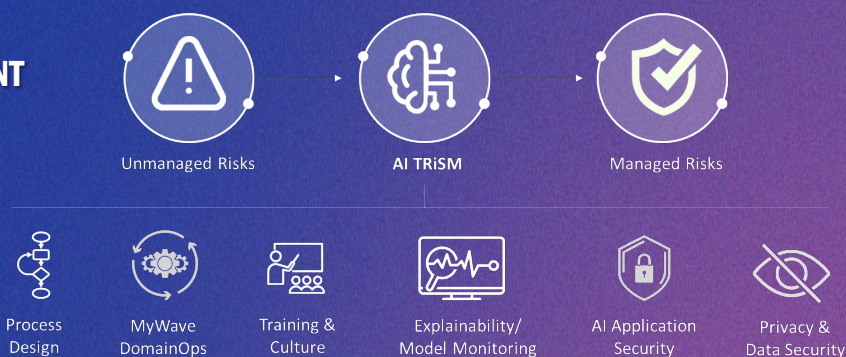 NT
Unmanaged Risks
AI TRiSM
Managed Risks
Process
Design
MyWave
DomainOps
Training &
Culture
Explainability/
Model Monitoring
AI Application
Security
Privacy &
Data Security